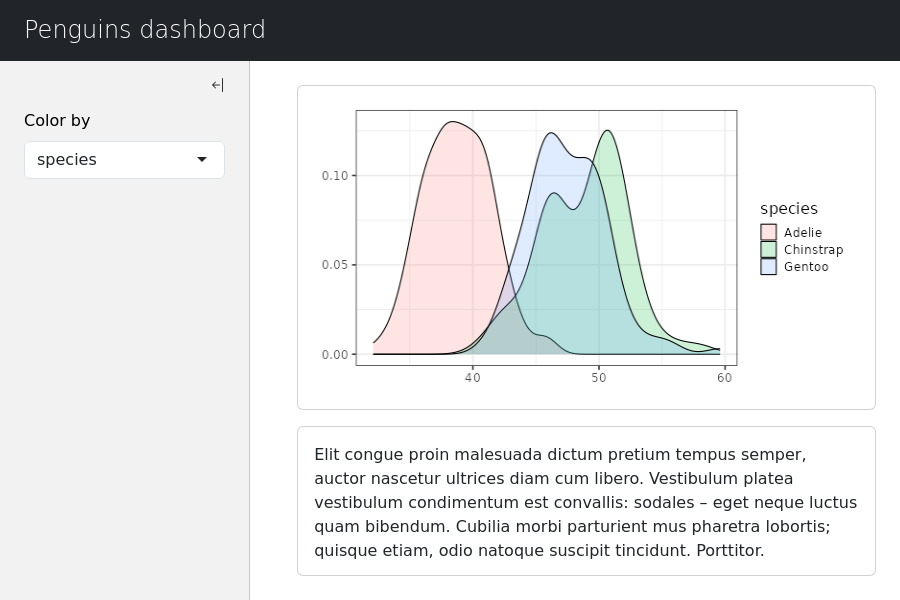 Penguins dashboard
Color by
species
0.10
0.05
0.00
40 50 60
species
Adelie
Chinstrap
Gentoo
Elit congue proin malesuada dictum pretium tempus semper,
auctor nascetur ultrices diam cum libero. Vestibulum platea
vestibulum condimentum est convallis: sodales – eget neque luctus
quam bibendum. Cubilia morbi parturient mus pharetra lobortis;
quisque etiam, odio natoque suscipit tincidunt. Porttitor.